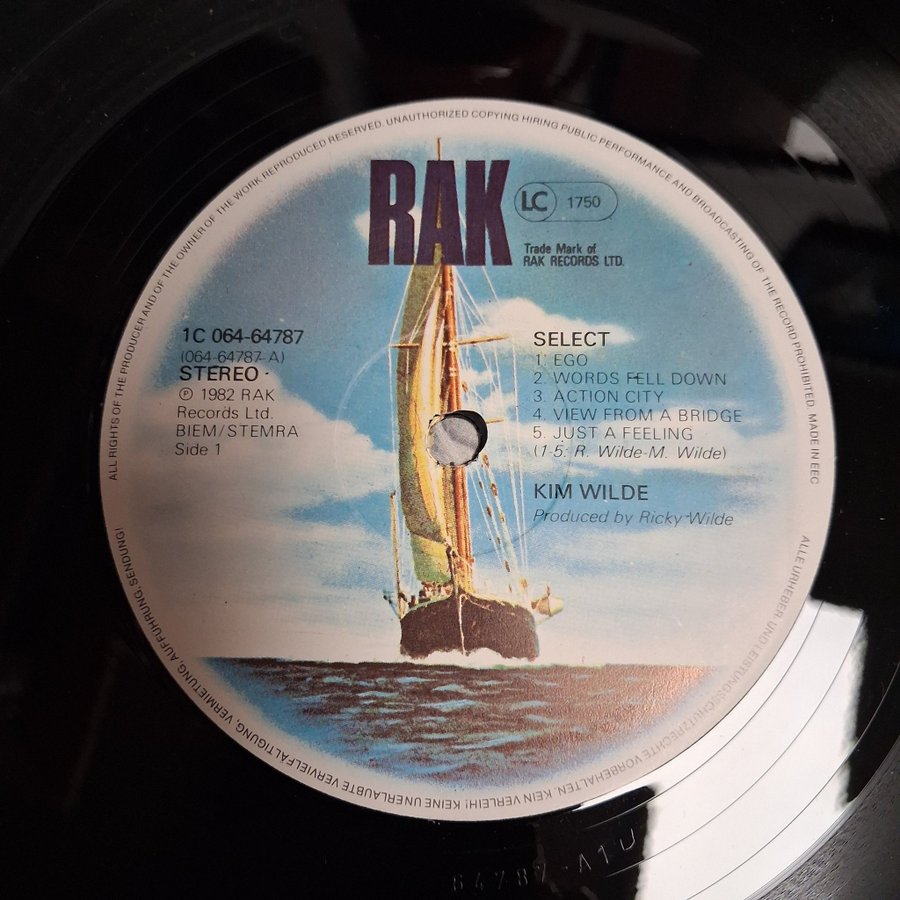 ALL RIGHTS OF THE PRODUCER AND OF THE OWNER OF THE WORK REPRODUCED RESERVED. UNAUTHORIZED COPYING HIRING PUBLIC PERFORMANCE AND BROADCASTING OF THE RECORD PROHIBITED. MADE IN EEC
RAK
LC 1750
Trade Mark of
RAK RECORDS LTD.
1C 064-64787
(064-64787-A)
STEREO
℗ 1982 RAK
Records Ltd.
BIEM/STEMRA
Side 1
SELECT
1. EGO
2. WORDS FELL DOWN
3. ACTION CITY
4. VIEW FROM A BRIDGE
5. JUST A FEELING
(1-5: R. Wilde-M. Wilde)
KIM WILDE
Produced by Ricky Wilde
ALLE URHEBER- UND LEISTUNGSSCHUTZRECHTE VORBEHALTEN. KEIN VERLEIH! KEINE UNERLAUBTE VERVIELFÄLTIGUNG, VERMIETUNG, AUFFÜHRUNG, SENDUNG!
64787 A1U